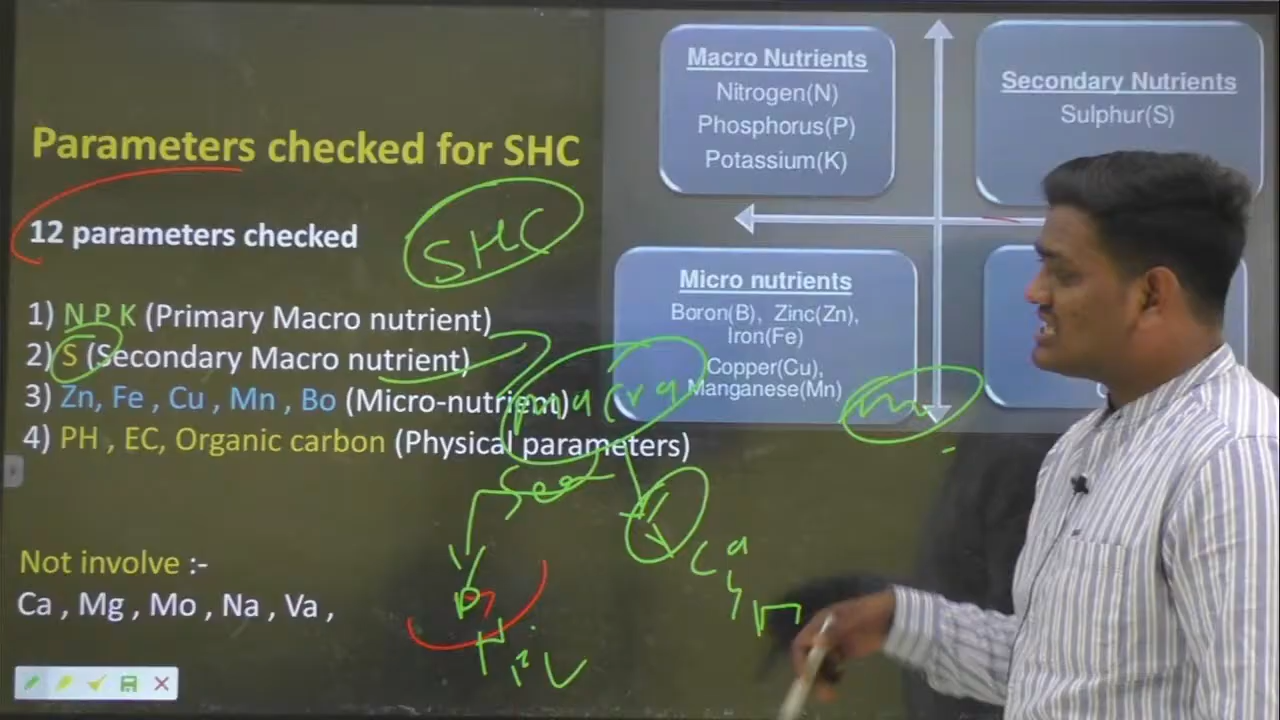 Parameters checked for SHC
12 parameters checked
SHC
1) N P K (Primary Macro nutrient)
2) S (Secondary Macro nutrient)
3) Zn, Fe , Cu , Mn , Bo (Micro-nutrient)
4) PH , EC, Organic carbon (Physical parameters)
Not involve :-
Ca , Mg , Mo , Na , Va ,
Macro Nutrients
Nitrogen(N)
Phosphorus(P)
Potassium(K)
Secondary Nutrients
Sulphur(S)
Micro nutrients
Boron(B), Zinc(Zn),
Iron(Fe)
Copper(Cu),
Manganese(Mn)
Ca